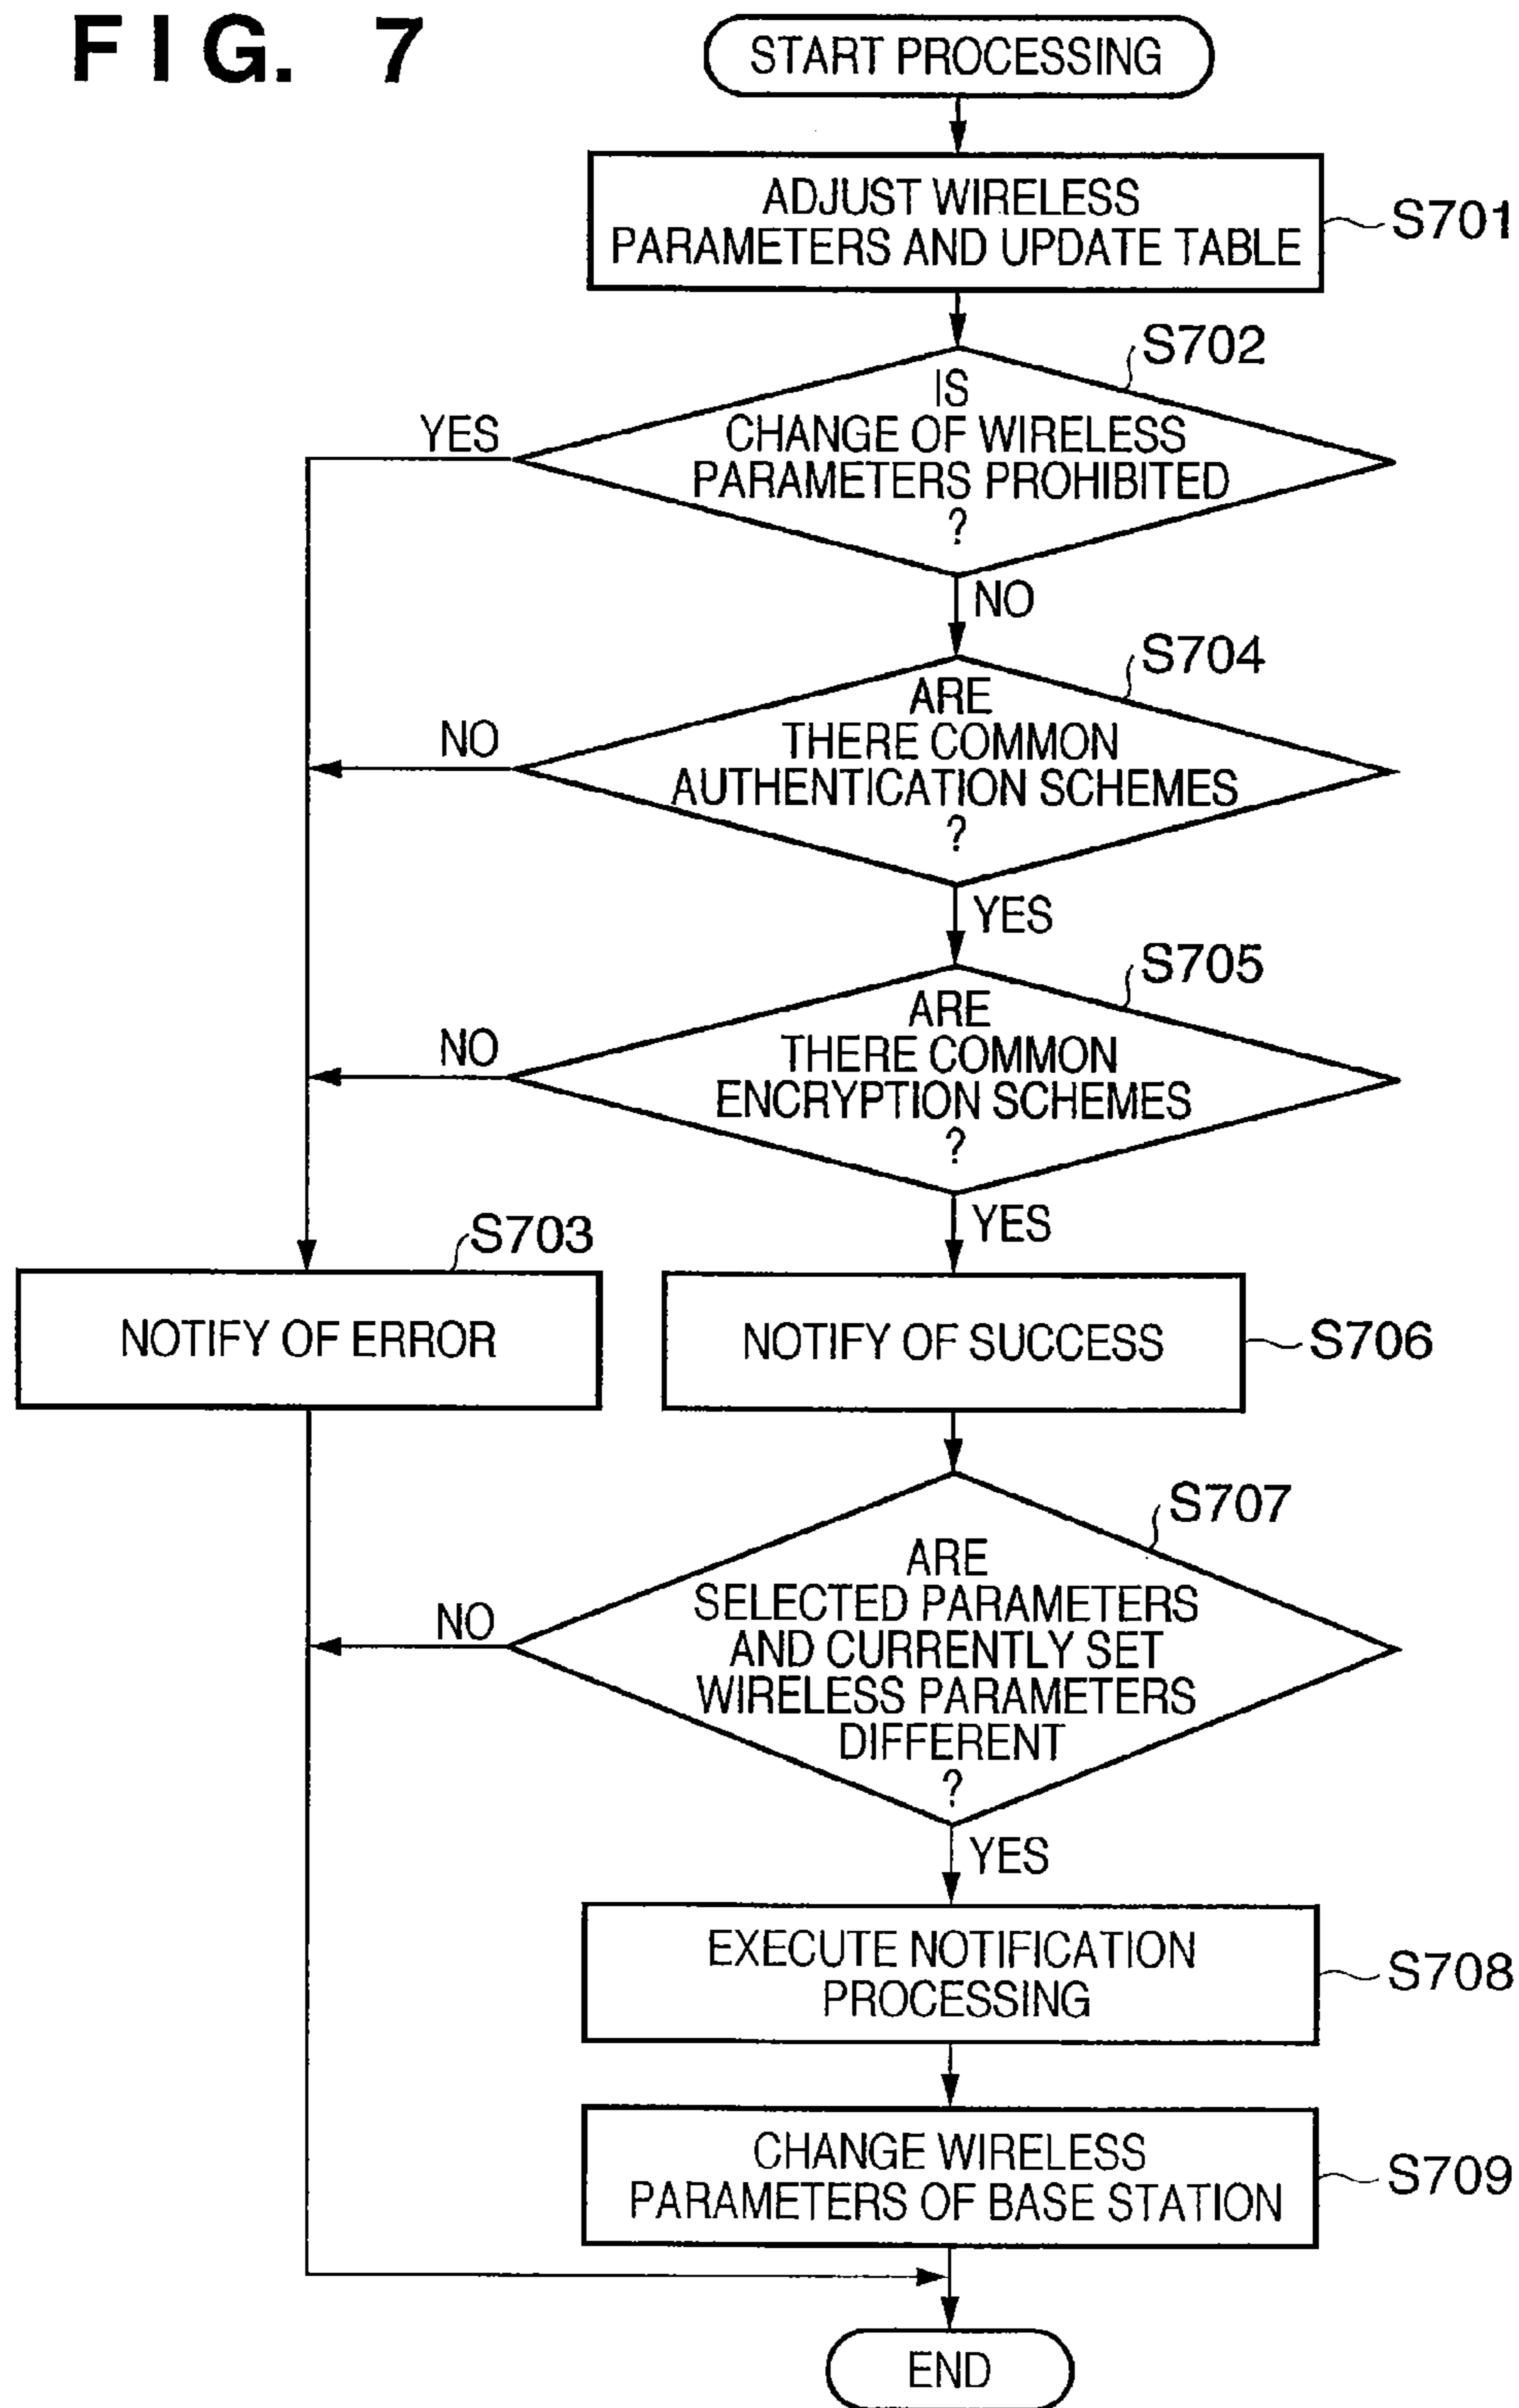 FIG. 7
START PROCESSING
ADJUST WIRELESS
PARAMETERS AND UPDATE TABLE
S701
S702
IS
CHANGE OF WIRELESS
PARAMETERS PROHIBITED
?
YES
NO
S704
ARE
THERE COMMON
AUTHENTICATION SCHEMES
?
NO
YES
S705
ARE
THERE COMMON
ENCRYPTION SCHEMES
?
NO
YES
S703
NOTIFY OF ERROR
NOTIFY OF SUCCESS
S706
S707
ARE
SELECTED PARAMETERS
AND CURRENTLY SET
WIRELESS PARAMETERS
DIFFERENT
?
NO
YES
EXECUTE NOTIFICATION
PROCESSING
S708
CHANGE WIRELESS
PARAMETERS OF BASE STATION
S709
END